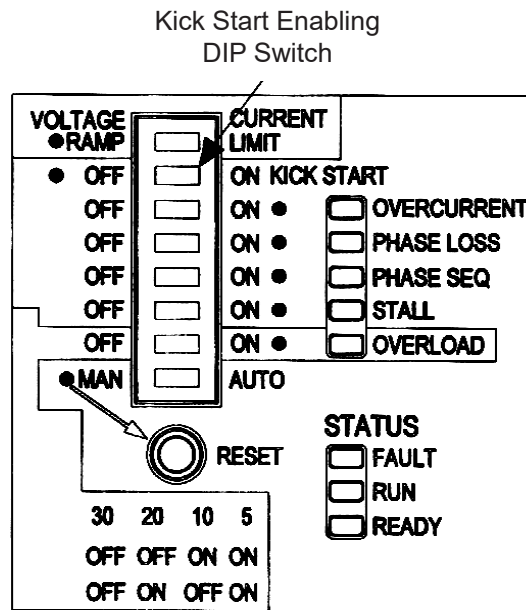 Kick Start Enabling
DIP Switch
VOLTAGE CURRENT
RAMP LIMIT
OFF ON KICK START
OFF ON OVERCURRENT
OFF ON PHASE LOSS
OFF ON PHASE SEQ
OFF ON STALL
OFF ON OVERLOAD
MAN AUTO
RESET
STATUS
FAULT
RUN
READY
30 20 10 5
OFF OFF ON ON
OFF ON OFF ON